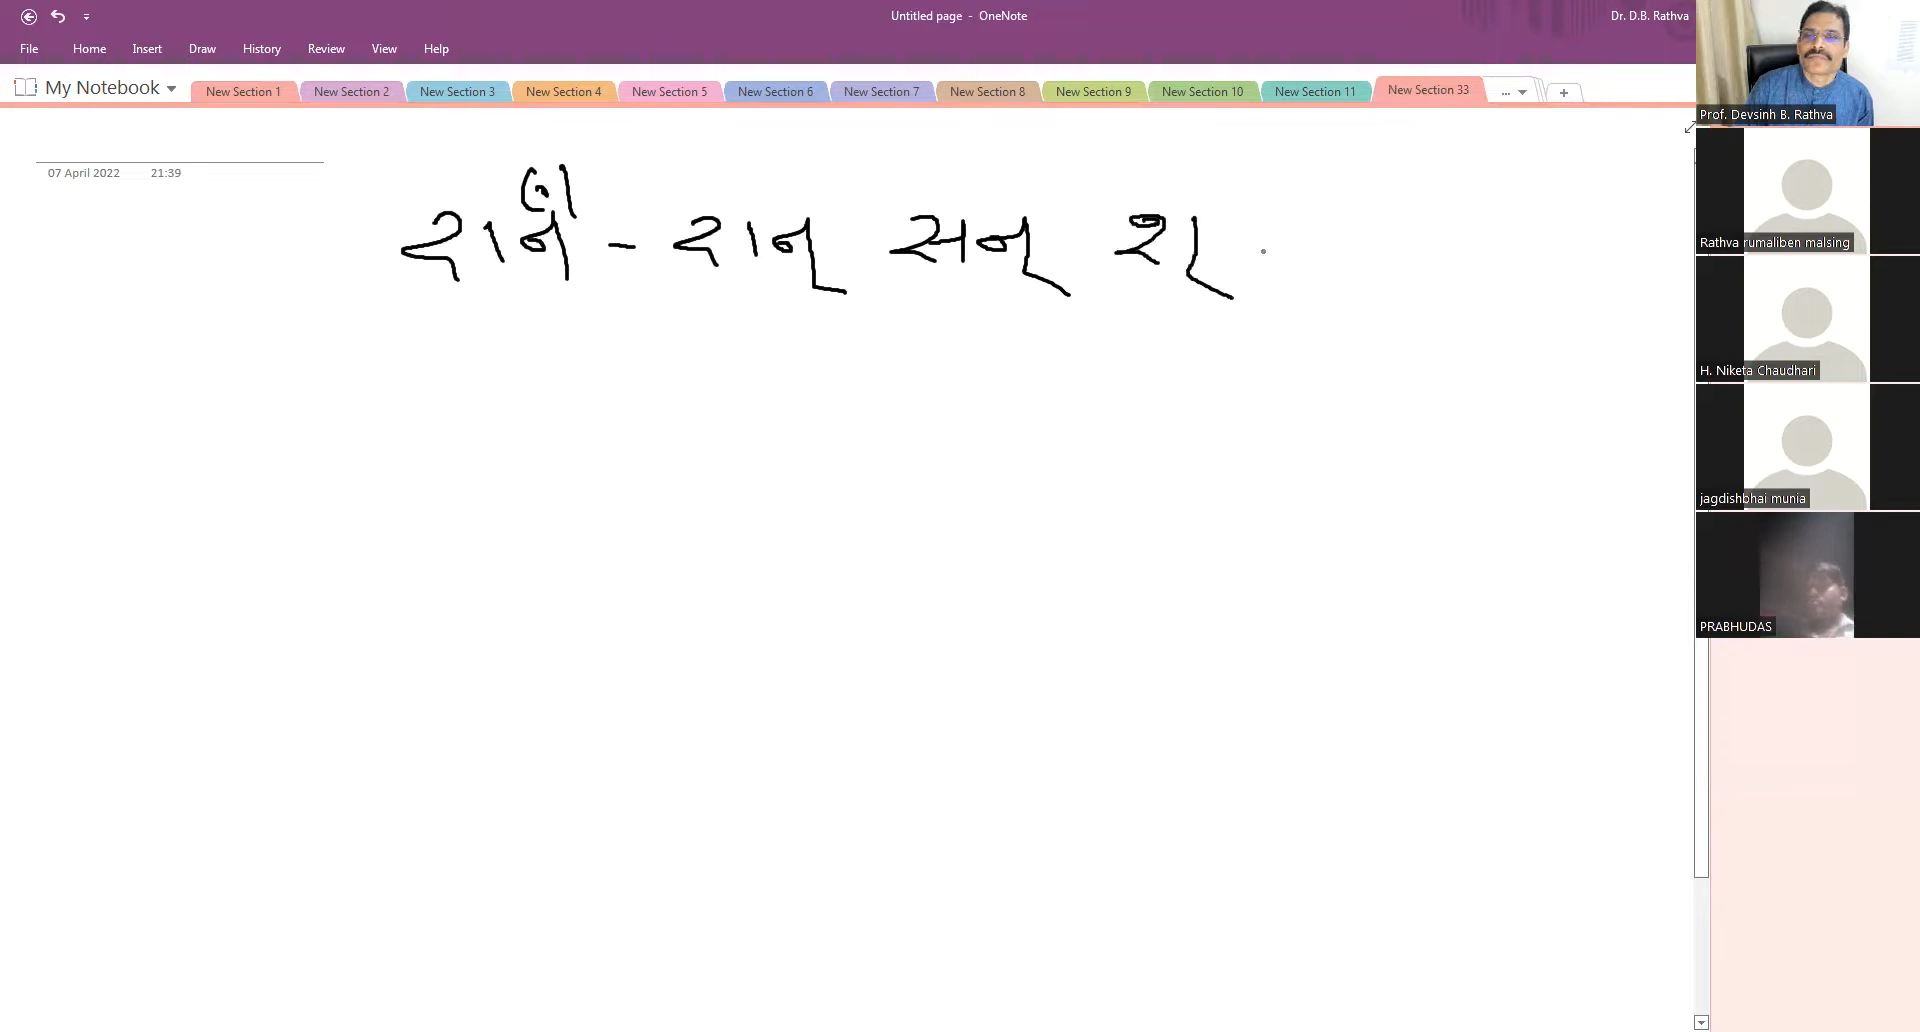 Untitled page - OneNote
Dr. D.B. Rathva
File Home Insert Draw History Review View Help
My Notebook New Section 1 New Section 2 New Section 3 New Section 4 New Section 5 New Section 6 New Section 7 New Section 8 New Section 9 New Section 10 New Section 11 New Section 33 ...
Prof. Devsinh B. Rathva
07 April 2022 21:39
Rathva rumaliben malsing
H. Niketa Chaudhari
jagdishbhai munia
PRABHUDAS